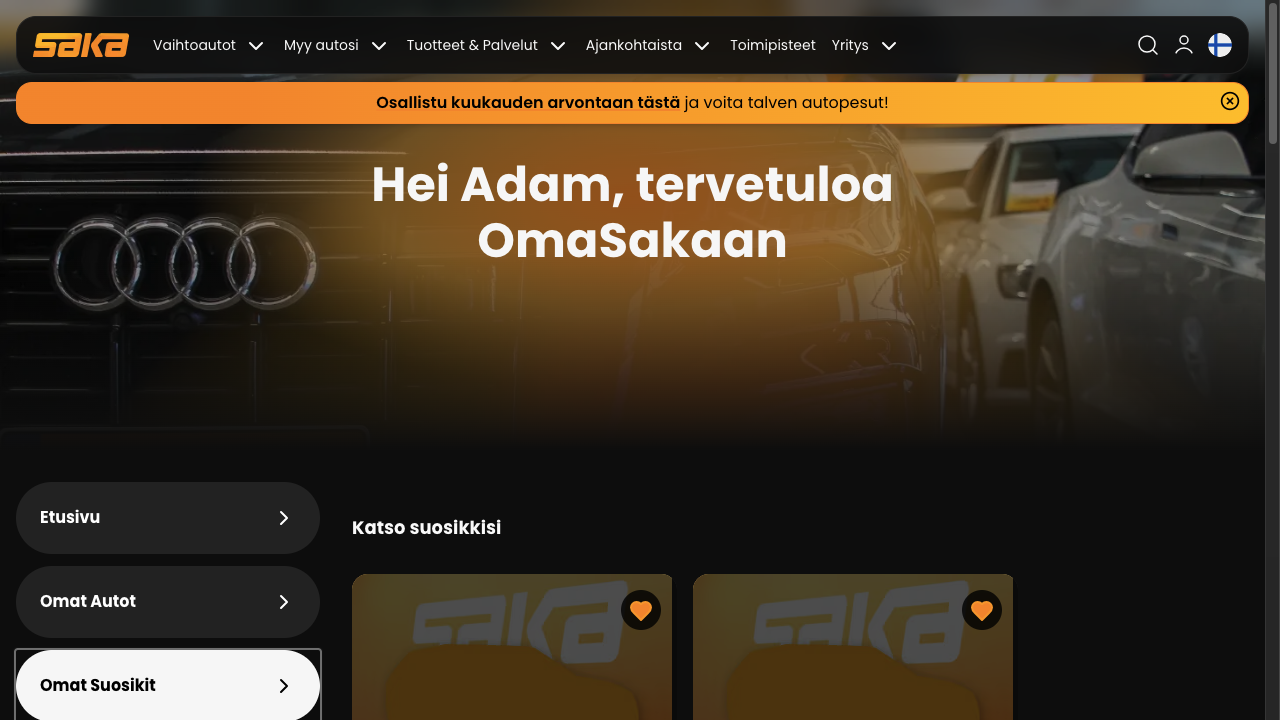 saka
Vaihtoautot
Myy autosi
Tuotteet & Palvelut
Ajankohtaista
Toimipisteet
Yritys
Osallistu kuukauden arvontaan tästä ja voita talven autopesut!
Hei Adam, tervetuloa
OmaSakaan
Etusivu
Omat Autot
Omat Suosikit
Katso suosikkisi
saka
saka